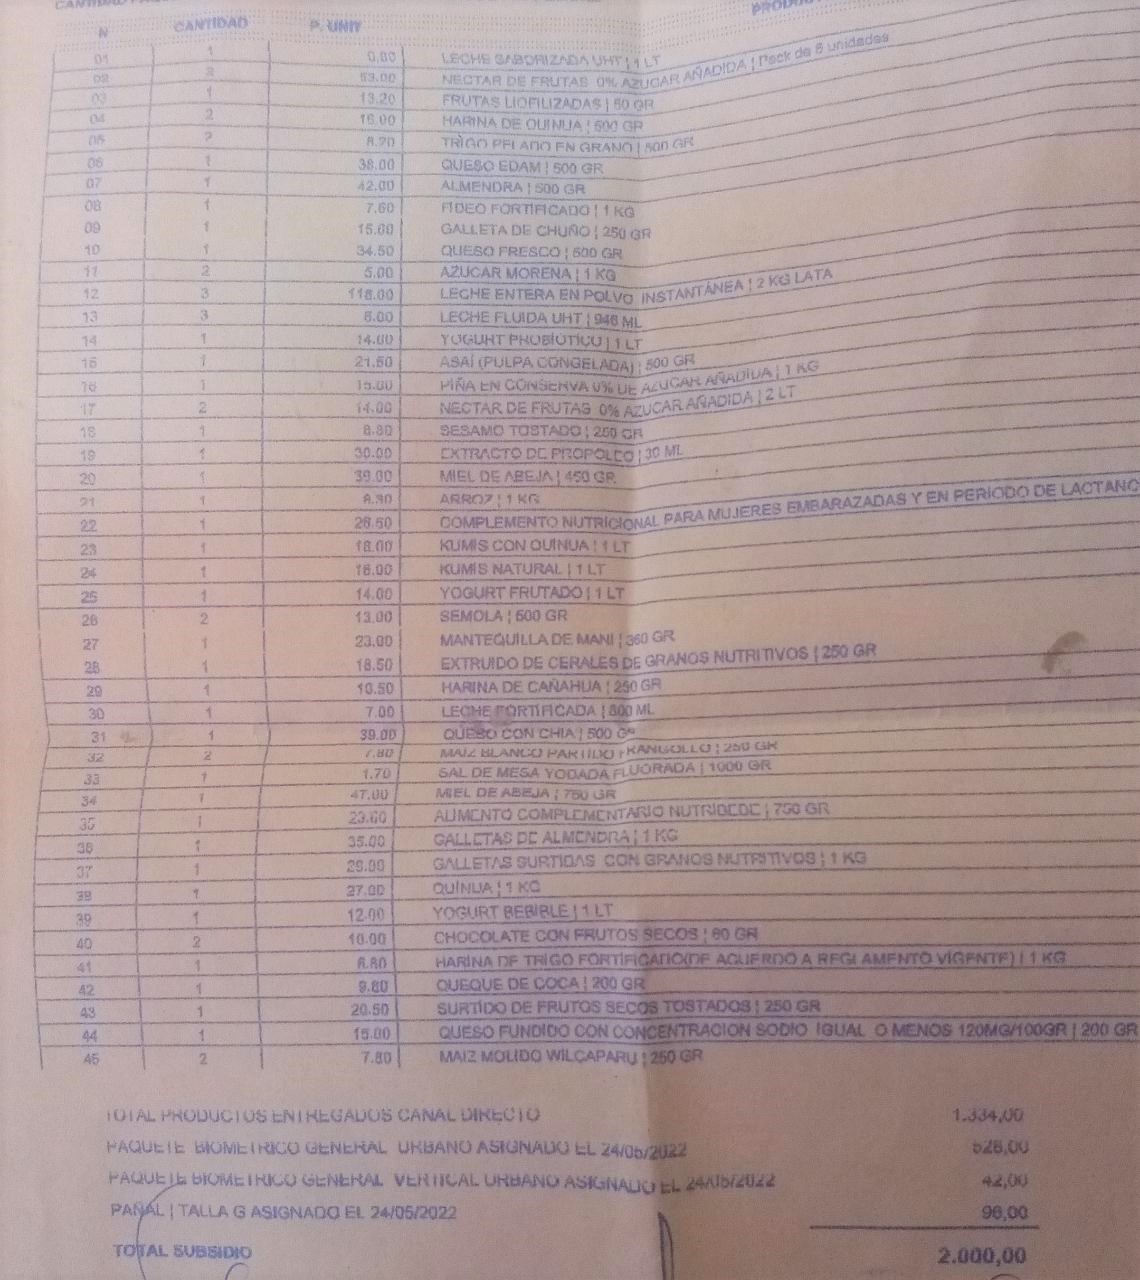 N CANTIDAD P. UNIT
01 1 LECHE SABORIZADA UHT | 1 LT
02 53.00 NECTAR DE FRUTAS 0% AZUCAR AÑADIDA | Pack de 6 unidades
03 1 13.20 FRUTAS LIOFILIZADAS | 50 GR
04 2 16.00 HARINA DE QUINUA | 500 GR
05 2 TRIGO PELADO EN GRANO | 500 GR
06 1 38.00 QUESO EDAM | 500 GR
07 1 42.00 ALMENDRA | 500 GR
08 1 7.60 FIDEO FORTIFICADO | 1 KG
09 1 GALLETA DE CHUÑO | 250 GR
10 1 34.50 QUESO FRESCO | 500 GR
11 2 5.00 AZUCAR MORENA | 1 KG
12 3 118.00 LECHE ENTERA EN POLVO INSTANTÁNEA | 2 KG LATA
13 3 6.00 LECHE FLUIDA UHT | 946 ML
14 1 14.00 YOGURT PROBIÓTICO | 1 LT
15 1 21.50 ASAÍ (PULPA CONGELADA) | 500 GR
16 1 15.00 PIÑA EN CONSERVA 0% DE AZUCAR AÑADIDA | 1 KG
17 2 14.00 NECTAR DE FRUTAS 0% AZUCAR AÑADIDA | 2 LT
18 1 SESAMO TOSTADO | 250 GR
19 1 30.00 EXTRACTO DE PROPOLEO | 30 ML
20 1 39.00 MIEL DE ABEJA | 450 GR
21 1 ARROZ | 1 KG
22 1 26.50 COMPLEMENTO NUTRICIONAL PARA MUJERES EMBARAZADAS Y EN PERIODO DE LACTANC
23 1 18.00 KUMIS CON QUINUA | 1 LT
24 1 16.00 KUMIS NATURAL | 1 LT
25 1 14.00 YOGURT FRUTADO | 1 LT
26 2 13.00 SEMOLA | 500 GR
27 1 23.00 MANTEQUILLA DE MANI | 360 GR
28 1 18.50 EXTRUIDO DE CERALES DE GRANOS NUTRITIVOS | 250 GR
29 1 10.50 HARINA DE CAÑAHUA | 250 GR
30 1 7.00 LECHE FORTIFICADA | 800 ML
31 1 39.00 QUESO CON CHIA | 500 GR
32 2 7.80 MAIZ BLANCO PARTIDO FRANGOLLO | 250 GR
33 1 1.70 SAL DE MESA YODADA FLUORADA | 1000 GR
34 1 47.00 MIEL DE ABEJA | 750 GR
35 1 23.60 ALIMENTO COMPLEMENTARIO NUTRIBEBE | 750 GR
36 1 35.00 GALLETAS DE ALMENDRA | 1 KG
37 1 GALLETAS SURTIDAS CON GRANOS NUTRITIVOS | 1 KG
38 1 27.00 QUÍNUA | 1 KG
39 1 12.00 YOGURT BEBIBLE | 1 LT
40 2 10.00 CHOCOLATE CON FRUTOS SECOS | 60 GR
41 1 HARINA DE TRIGO FORTIFICADO(DE ACUERDO A REGLAMENTO VIGENTE) | 1 KG
42 1 9.80 QUEQUE DE COCA | 200 GR
43 1 20.50 SURTIDO DE FRUTOS SECOS TOSTADOS | 250 GR
44 1 15.00 QUESO FUNDIDO CON CONCENTRACION SODIO IGUAL O MENOS 120MG/100GR | 200 GR
45 2 7.80 MAIZ MOLIDO WILCAPARU | 250 GR
TOTAL PRODUCTOS ENTREGADOS CANAL DIRECTO 1.334,00
PAQUETE BIOMETRICO GENERAL URBANO ASIGNADO EL 24/05/2022 528,00
PAQUETE BIOMETRICO GENERAL VERTICAL URBANO ASIGNADO EL 24/05/2022 42,00
PAÑAL | TALLA G ASIGNADO EL 24/05/2022 96,00
TOTAL SUBSIDIO 2.000,00